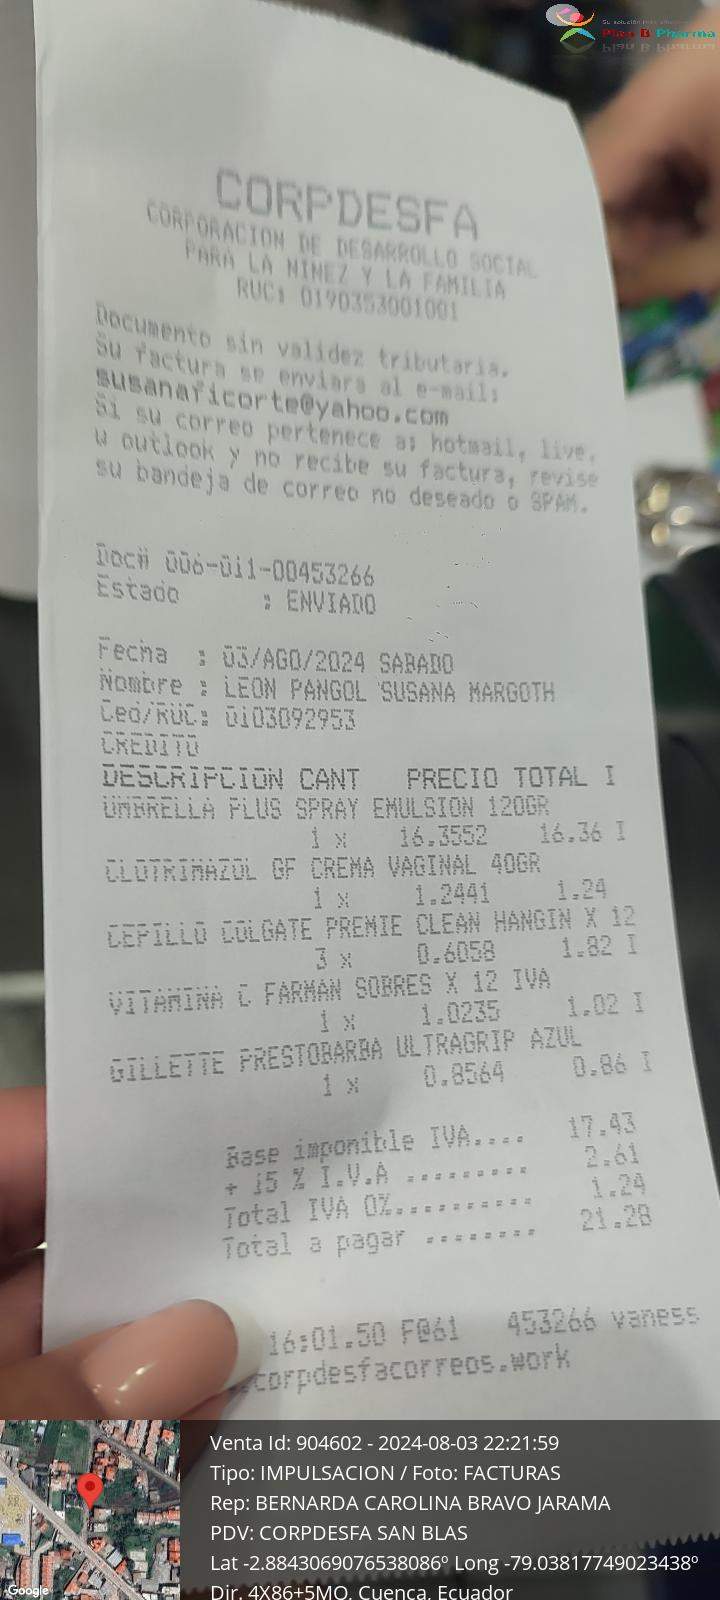 Su solución más efectiva
Plan B Pharma
CORPDESFA
CORPORACION DE DESARROLLO SOCIAL
PARA LA NINEZ Y LA FAMILIA
RUC: 0190353001001
Documento sin validez tributaria.
Su factura se enviara al e-mail:
susanaficorte@yahoo.com
Si su correo pertenece a: hotmail, live,
u outlook y no recibe su factura, revise
su bandeja de correo no deseado o SPAM.
Doc# 006-011-00453266
Estado : ENVIADO
Fecha : 03/AGO/2024 SABADO
Nombre : LEON PANGOL SUSANA MARGOTH
Ced/RUC: 0103092953
CREDITO
DESCRIPCION CANT PRECIO TOTAL I
UMBRELLA PLUS SPRAY EMULSION 120GR
1 x 16.3552 16.36 I
CLOTRIMAZOL GF CREMA VAGINAL 40GR
1 x 1.2441 1.24
CEPILLO COLGATE PREMIE CLEAN HANGIN X 12
3 x 0.6058 1.82 I
VITAMINA C FARMAN SOBRES X 12 IVA
1 x 1.0235 1.02 I
GILLETTE PRESTOBARBA ULTRAGRIP AZUL
1 x 0.8564 0.86 I
Base imponible IVA.... 17.43
+ 15 % I.V.A ......... 2.61
Total IVA 0%.......... 1.24
Total a pagar ........ 21.28
16:01.50 F@61 453266 vaness
.corpdesfacorreos.work
Venta Id: 904602 - 2024-08-03 22:21:59
Tipo: IMPULSACION / Foto: FACTURAS
Rep: BERNARDA CAROLINA BRAVO JARAMA
PDV: CORPDESFA SAN BLAS
Lat -2.8843069076538086º Long -79.03817749023438º
Dir. 4X86+5MQ, Cuenca, Ecuador
Google